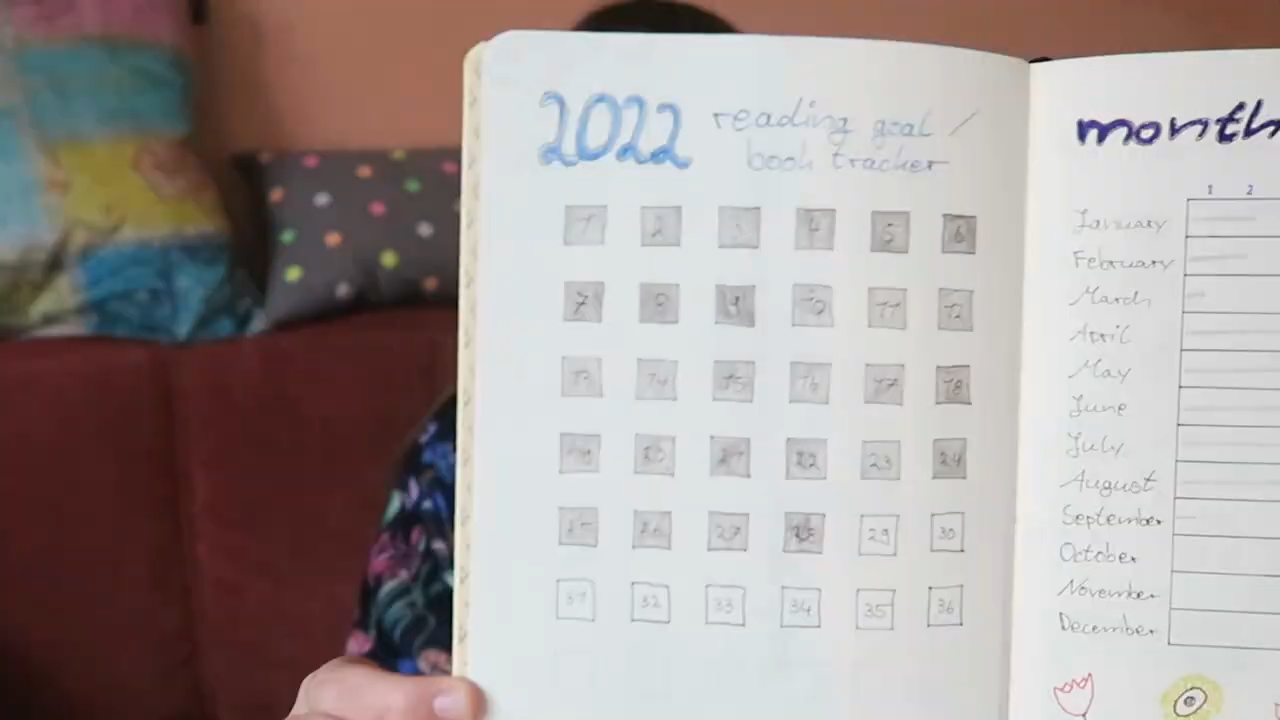 2022 reading goal /
book tracker
1 2 3 4 5 6
7 8 9 10 11 12
13 14 15 16 17 18
19 20 21 22 23 24
25 26 27 28 29 30
31 32 33 34 35 36
month
1 2
January
February
March
April
May
June
July
August
September
October
November
December